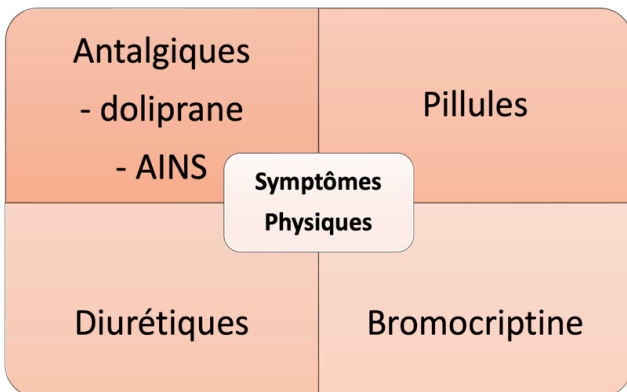 Antalgiques
- doliprane
- AINS
Pillules
Symptômes
Physiques
Diurétiques
Bromocriptine